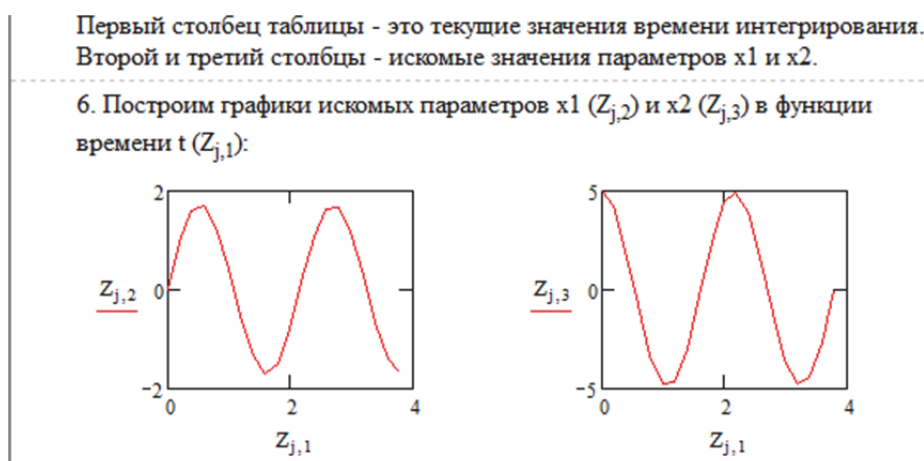 Первый столбец таблицы - это текущие значения времени интегрирования.
Второй и третий столбцы - искомые значения параметров x1 и x2.
6. Построим графики искомых параметров x1 (Zj,2) и x2 (Zj,3) в функции
времени t (Zj,1):
2
Zj,2
0
−2
0
2
4
Zj,1
5
Zj,3
0
−5
0
2
4
Zj,1